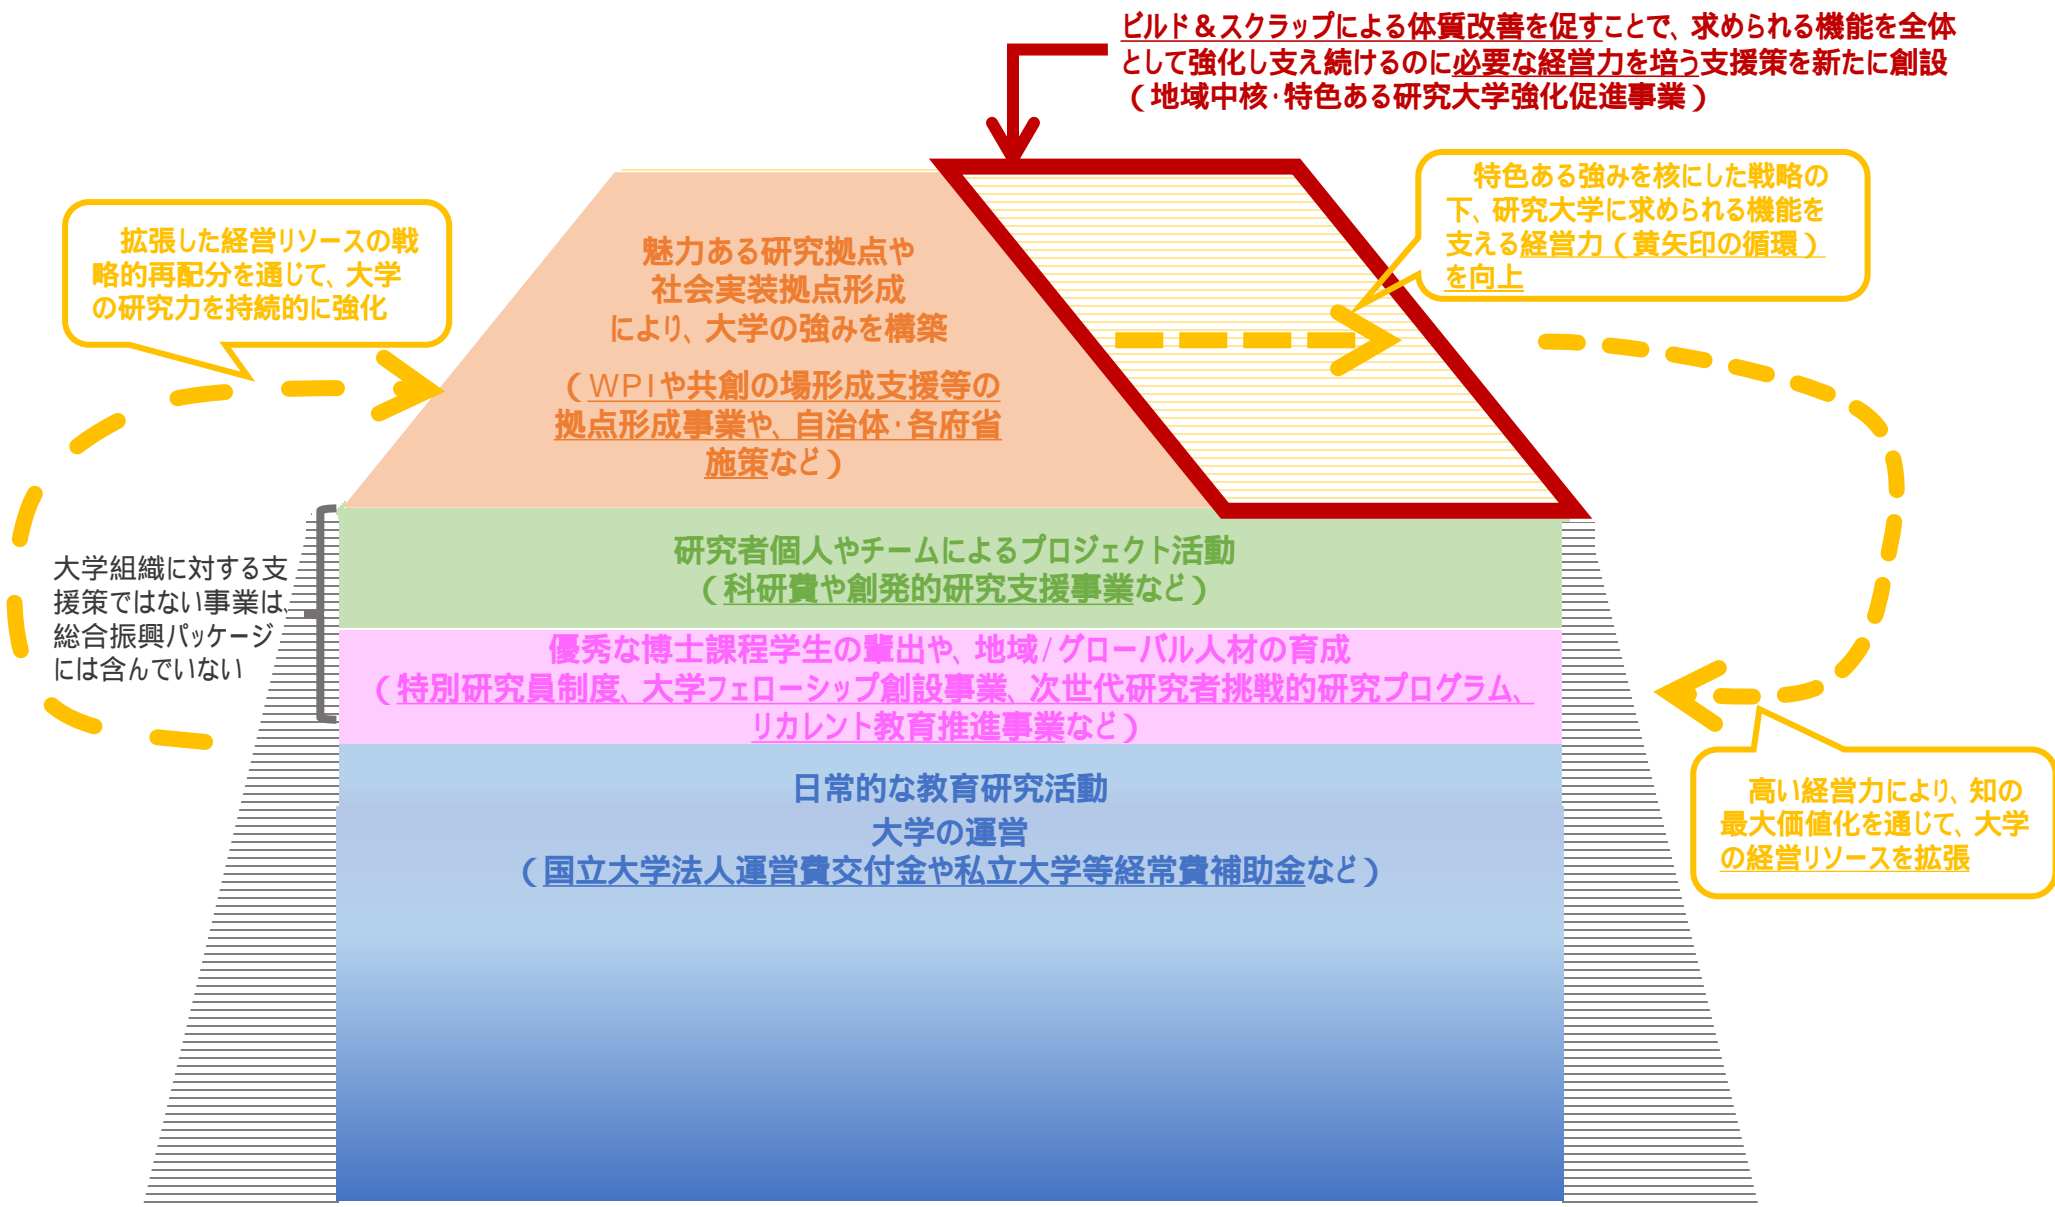 ビルド＆スクラップによる体質改善を促すことで、求められる機能を全体
として強化し支え続けるのに必要な経営力を培う支援策を新たに創設
（地域中核・特色ある研究大学強化促進事業）
特色ある強みを核にした戦略の
下、研究大学に求められる機能を
支える経営力（黄矢印の循環）
を向上
拡張した経営リソースの戦
略的再配分を通じて、大学
の研究力を持続的に強化
魅力ある研究拠点や
社会実装拠点形成
により、大学の強みを構築
（WPIや共創の場形成支援等の
拠点形成事業や、自治体・各府省
施策など）
大学組織に対する支
援策ではない事業は、
総合振興パッケージ
には含んでいない
研究者個人やチームによるプロジェクト活動
（科研費や創発的研究支援事業など）
優秀な博士課程学生の輩出や、地域/グローバル人材の育成
（特別研究員制度、大学フェローシップ創設事業、次世代研究者挑戦的研究プログラム、
リカレント教育推進事業など）
日常的な教育研究活動
大学の運営
（国立大学法人運営費交付金や私立大学等経常費補助金など）
高い経営力により、知の
最大価値化を通じて、大学
の経営リソースを拡張